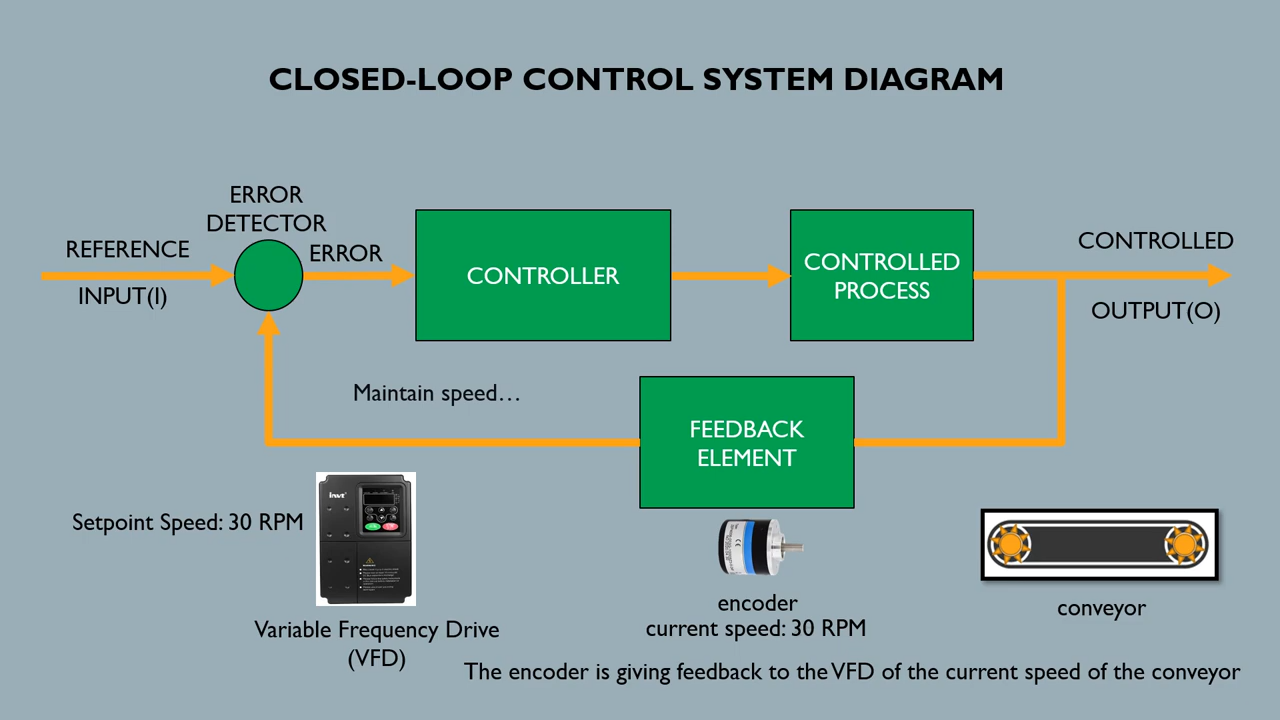 CLOSED-LOOP CONTROL SYSTEM DIAGRAM
ERROR
DETECTOR
REFERENCE
ERROR
INPUT(I)
CONTROLLER
CONTROLLED
PROCESS
CONTROLLED
OUTPUT(O)
Maintain speed…
FEEDBACK
ELEMENT
Setpoint Speed: 30 RPM
invt
Variable Frequency Drive
(VFD)
encoder
current speed: 30 RPM
conveyor
The encoder is giving feedback to the VFD of the current speed of the conveyor